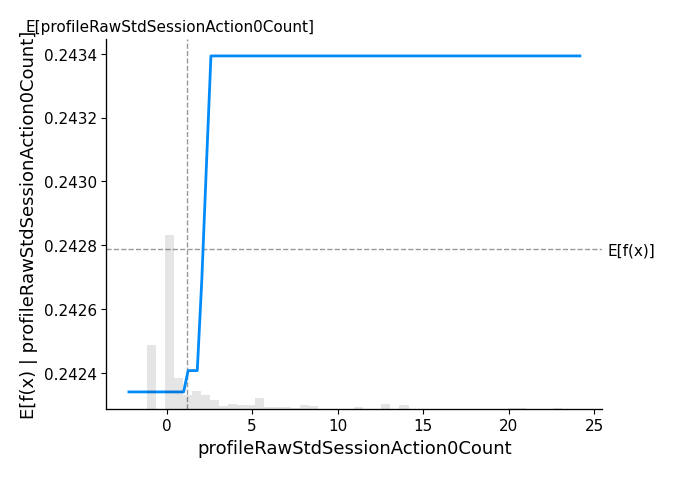 E[profileRawStdSessionAction0Count]
E[f(x) | profileRawStdSessionAction0Count]
0.2434
0.2432
0.2430
0.2428
0.2426
0.2424
E[f(x)]
0 5 10 15 20 25
profileRawStdSessionAction0Count